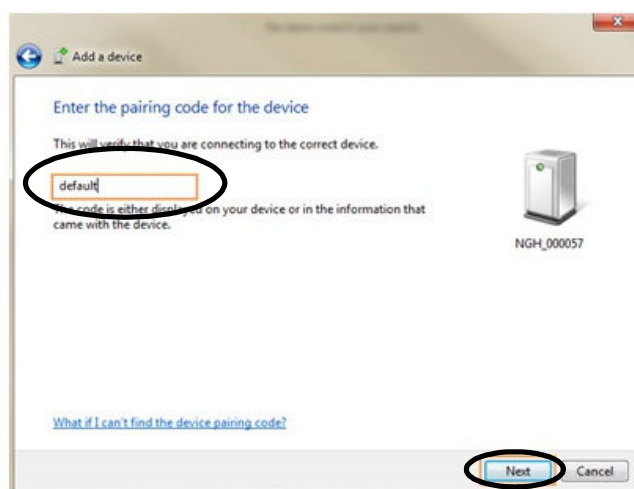 Add a device
Enter the pairing code for the device
This will verify that you are connecting to the correct device.
default
The code is either displayed on your device or in the information that
came with the device.
NGH_000057
What if I can't find the device pairing code?
Next
Cancel